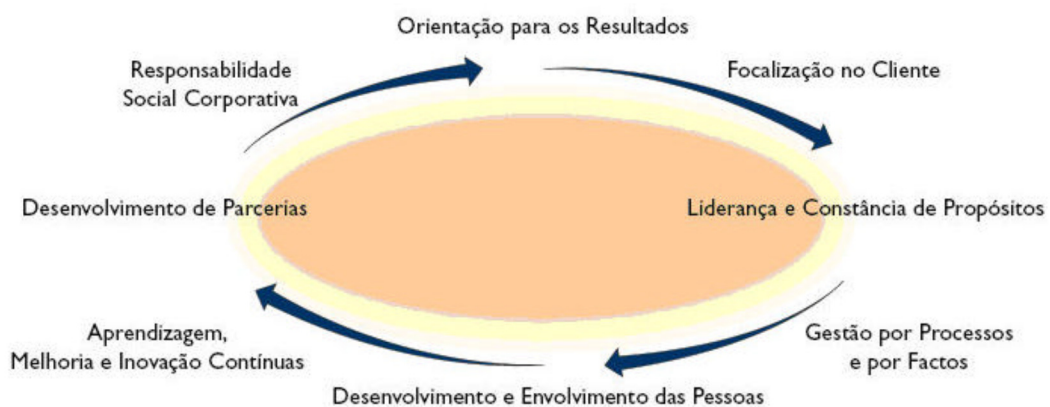 Orientação para os Resultados
Responsabilidade
Social Corporativa
Focalização no Cliente
Desenvolvimento de Parcerias
Liderança e Constância de Propósitos
Aprendizagem,
Melhoria e Inovação Contínuas
Gestão por Processos
e por Factos
Desenvolvimento e Envolvimento das Pessoas